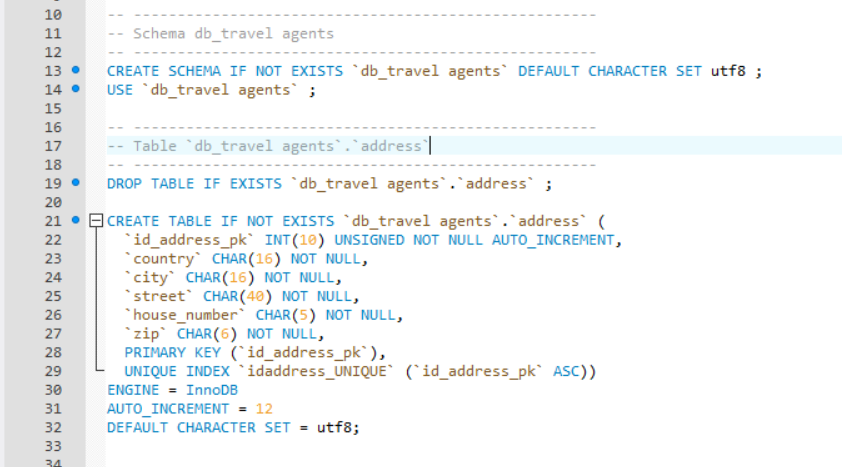 10 -- -----------------------------------------------------
11 -- Schema db_travel agents
12 -- -----------------------------------------------------
13 CREATE SCHEMA IF NOT EXISTS `db_travel agents` DEFAULT CHARACTER SET utf8 ;
14 USE `db_travel agents` ;
15
16 -- -----------------------------------------------------
17 -- Table `db_travel agents`.`address`
18 -- -----------------------------------------------------
19 DROP TABLE IF EXISTS `db_travel agents`.`address` ;
20
21 CREATE TABLE IF NOT EXISTS `db_travel agents`.`address` (
22 `id_address_pk` INT(10) UNSIGNED NOT NULL AUTO_INCREMENT,
23 `country` CHAR(16) NOT NULL,
24 `city` CHAR(16) NOT NULL,
25 `street` CHAR(40) NOT NULL,
26 `house_number` CHAR(5) NOT NULL,
27 `zip` CHAR(6) NOT NULL,
28 PRIMARY KEY (`id_address_pk`),
29 UNIQUE INDEX `idaddress_UNIQUE` (`id_address_pk` ASC))
30 ENGINE = InnoDB
31 AUTO_INCREMENT = 12
32 DEFAULT CHARACTER SET = utf8;
33
34